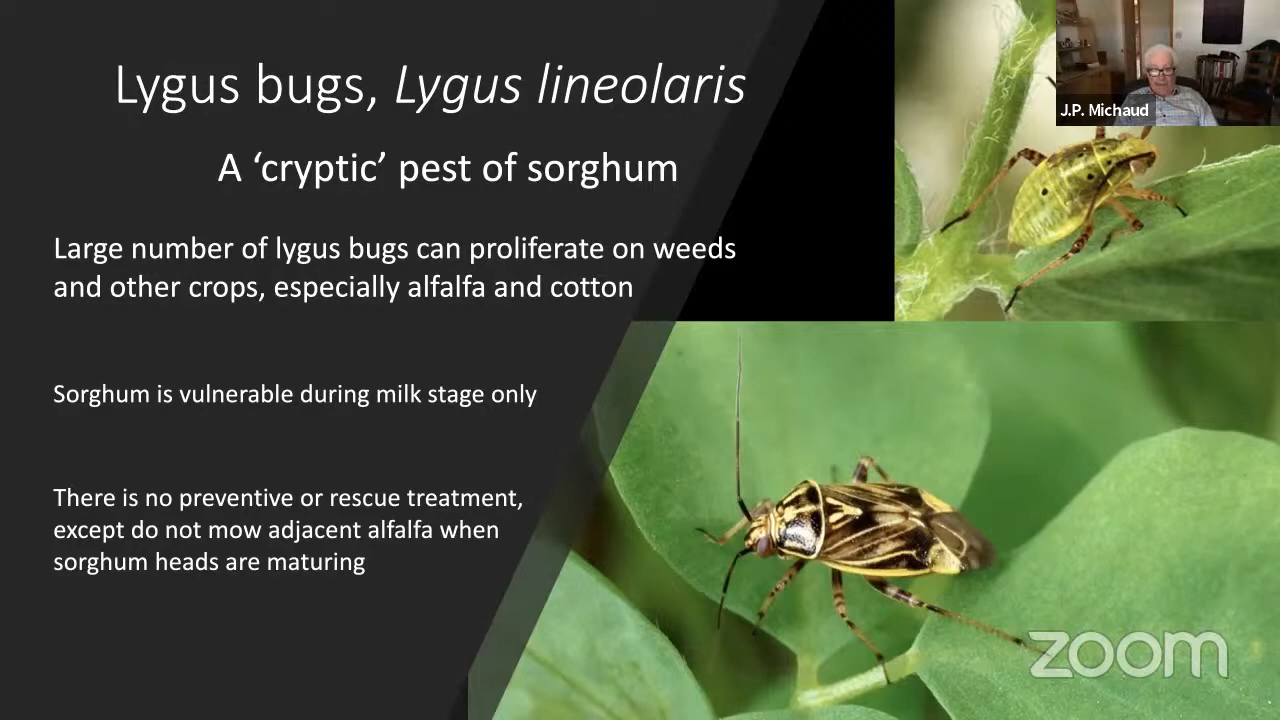 Lygus bugs, Lygus lineolaris
A ‘cryptic’ pest of sorghum
Large number of lygus bugs can proliferate on weeds
and other crops, especially alfalfa and cotton
Sorghum is vulnerable during milk stage only
There is no preventive or rescue treatment,
except do not mow adjacent alfalfa when
sorghum heads are maturing
J.P. Michaud
zoom